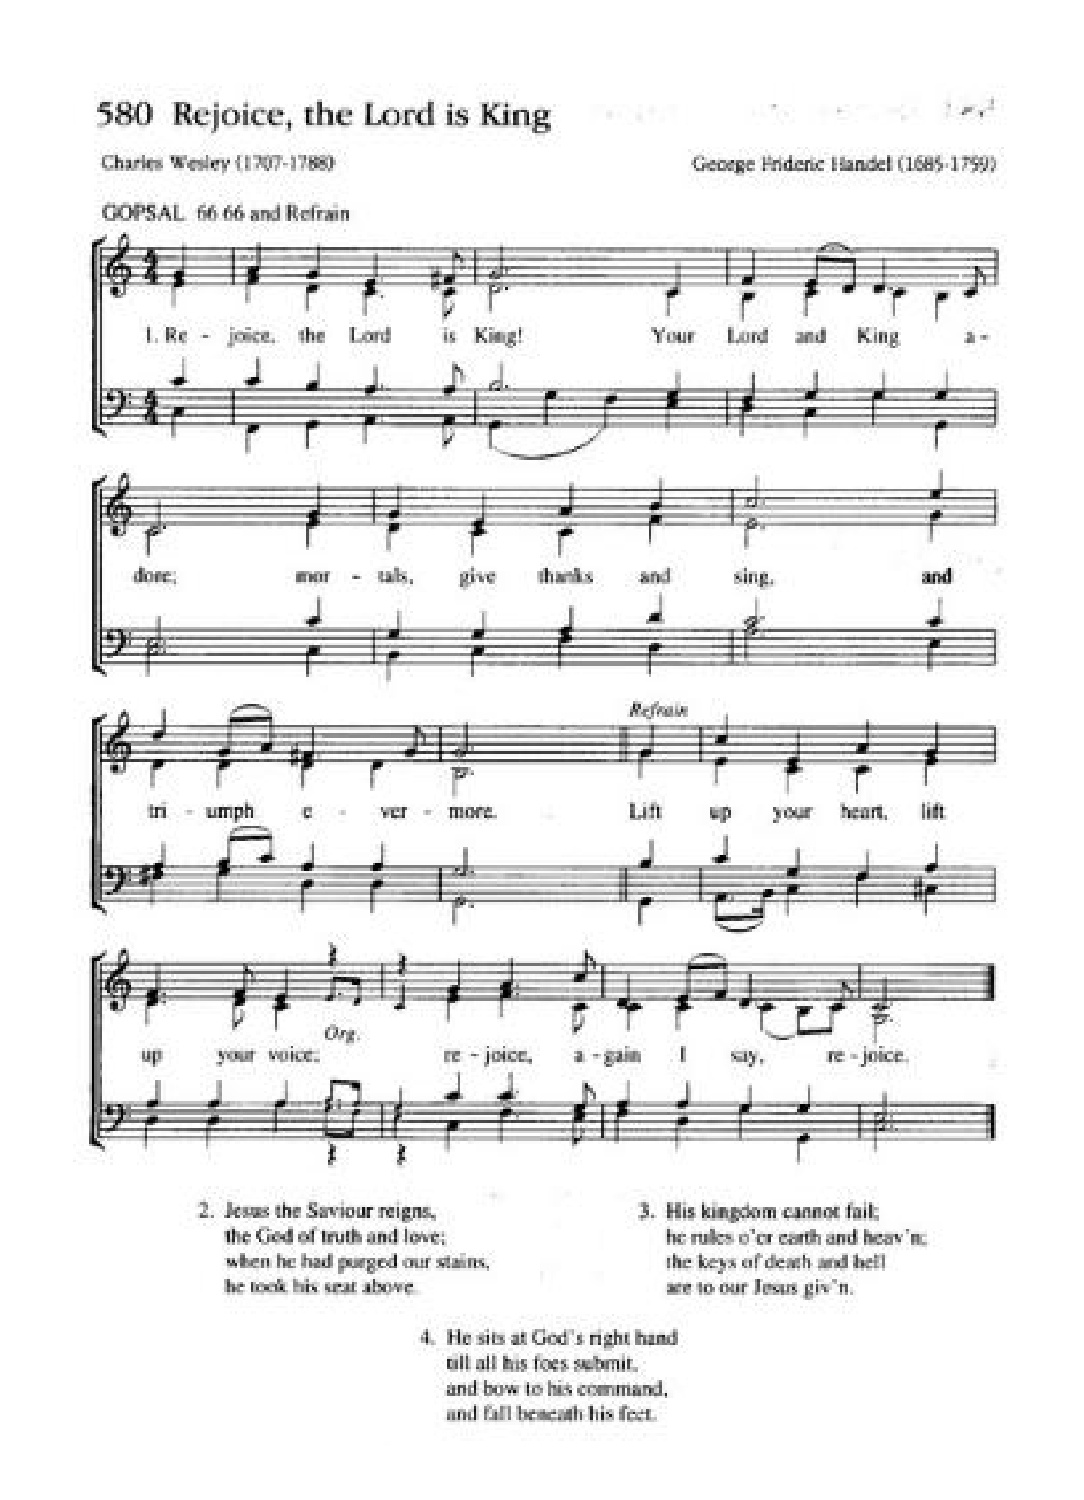 580 Rejoice, the Lord is King
Charles Wesley (1707-1788) George Frideric Handel (1685-1759)
GOPSAL 66 66 and Refrain
1. Re - joice, the Lord is King! Your Lord and King a-
dore; mor - tals, give thanks and sing, and
Refrain
tri - umph e - ver - more. Lift up your heart, lift
Org.
up your voice; re - joice, a - gain I say, re - joice.
2. Jesus the Saviour reigns,
the God of truth and love;
when he had purged our stains,
he took his seat above.
3. His kingdom cannot fail;
he rules o'er earth and heav'n;
the keys of death and hell
are to our Jesus giv'n.
4. He sits at God's right hand
till all his foes submit,
and bow to his command,
and fall beneath his feet.